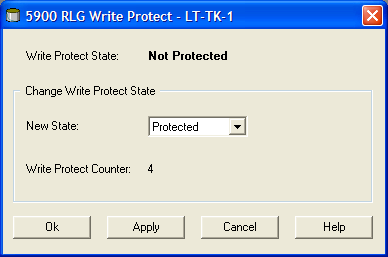 5900 RLG Write Protect - LT-TK-1
Write Protect State: Not Protected
Change Write Protect State
New State: Protected
Write Protect Counter: 4
Ok Apply Cancel Help